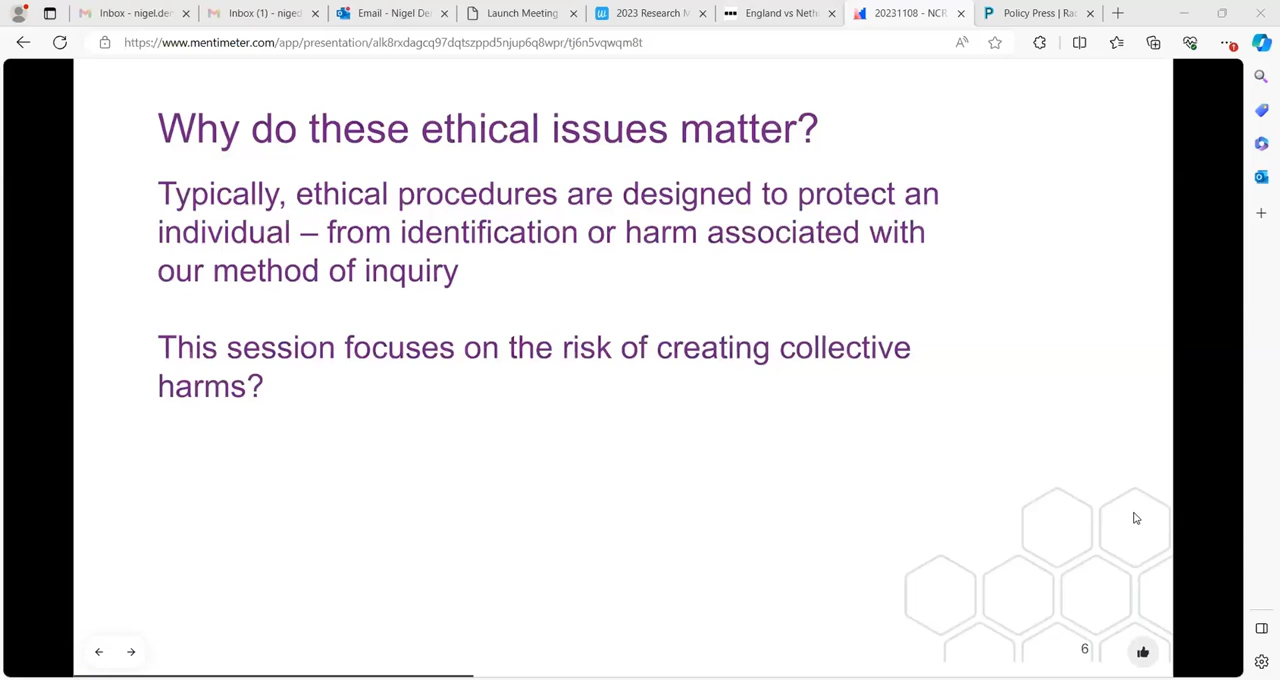 Inbox - nigel.der
Inbox (1) - niged
Email - Nigel De
Launch Meeting
2023 Research M
England vs Neth
20231108 - NCR
Policy Press | Ra
https://www.mentimeter.com/app/presentation/alk8rxdagcq97dqtszppd5njup6q8wpr/tj6n5vqwqm8t
Why do these ethical issues matter?
Typically, ethical procedures are designed to protect an
individual – from identification or harm associated with
our method of inquiry
This session focuses on the risk of creating collective
harms?
6